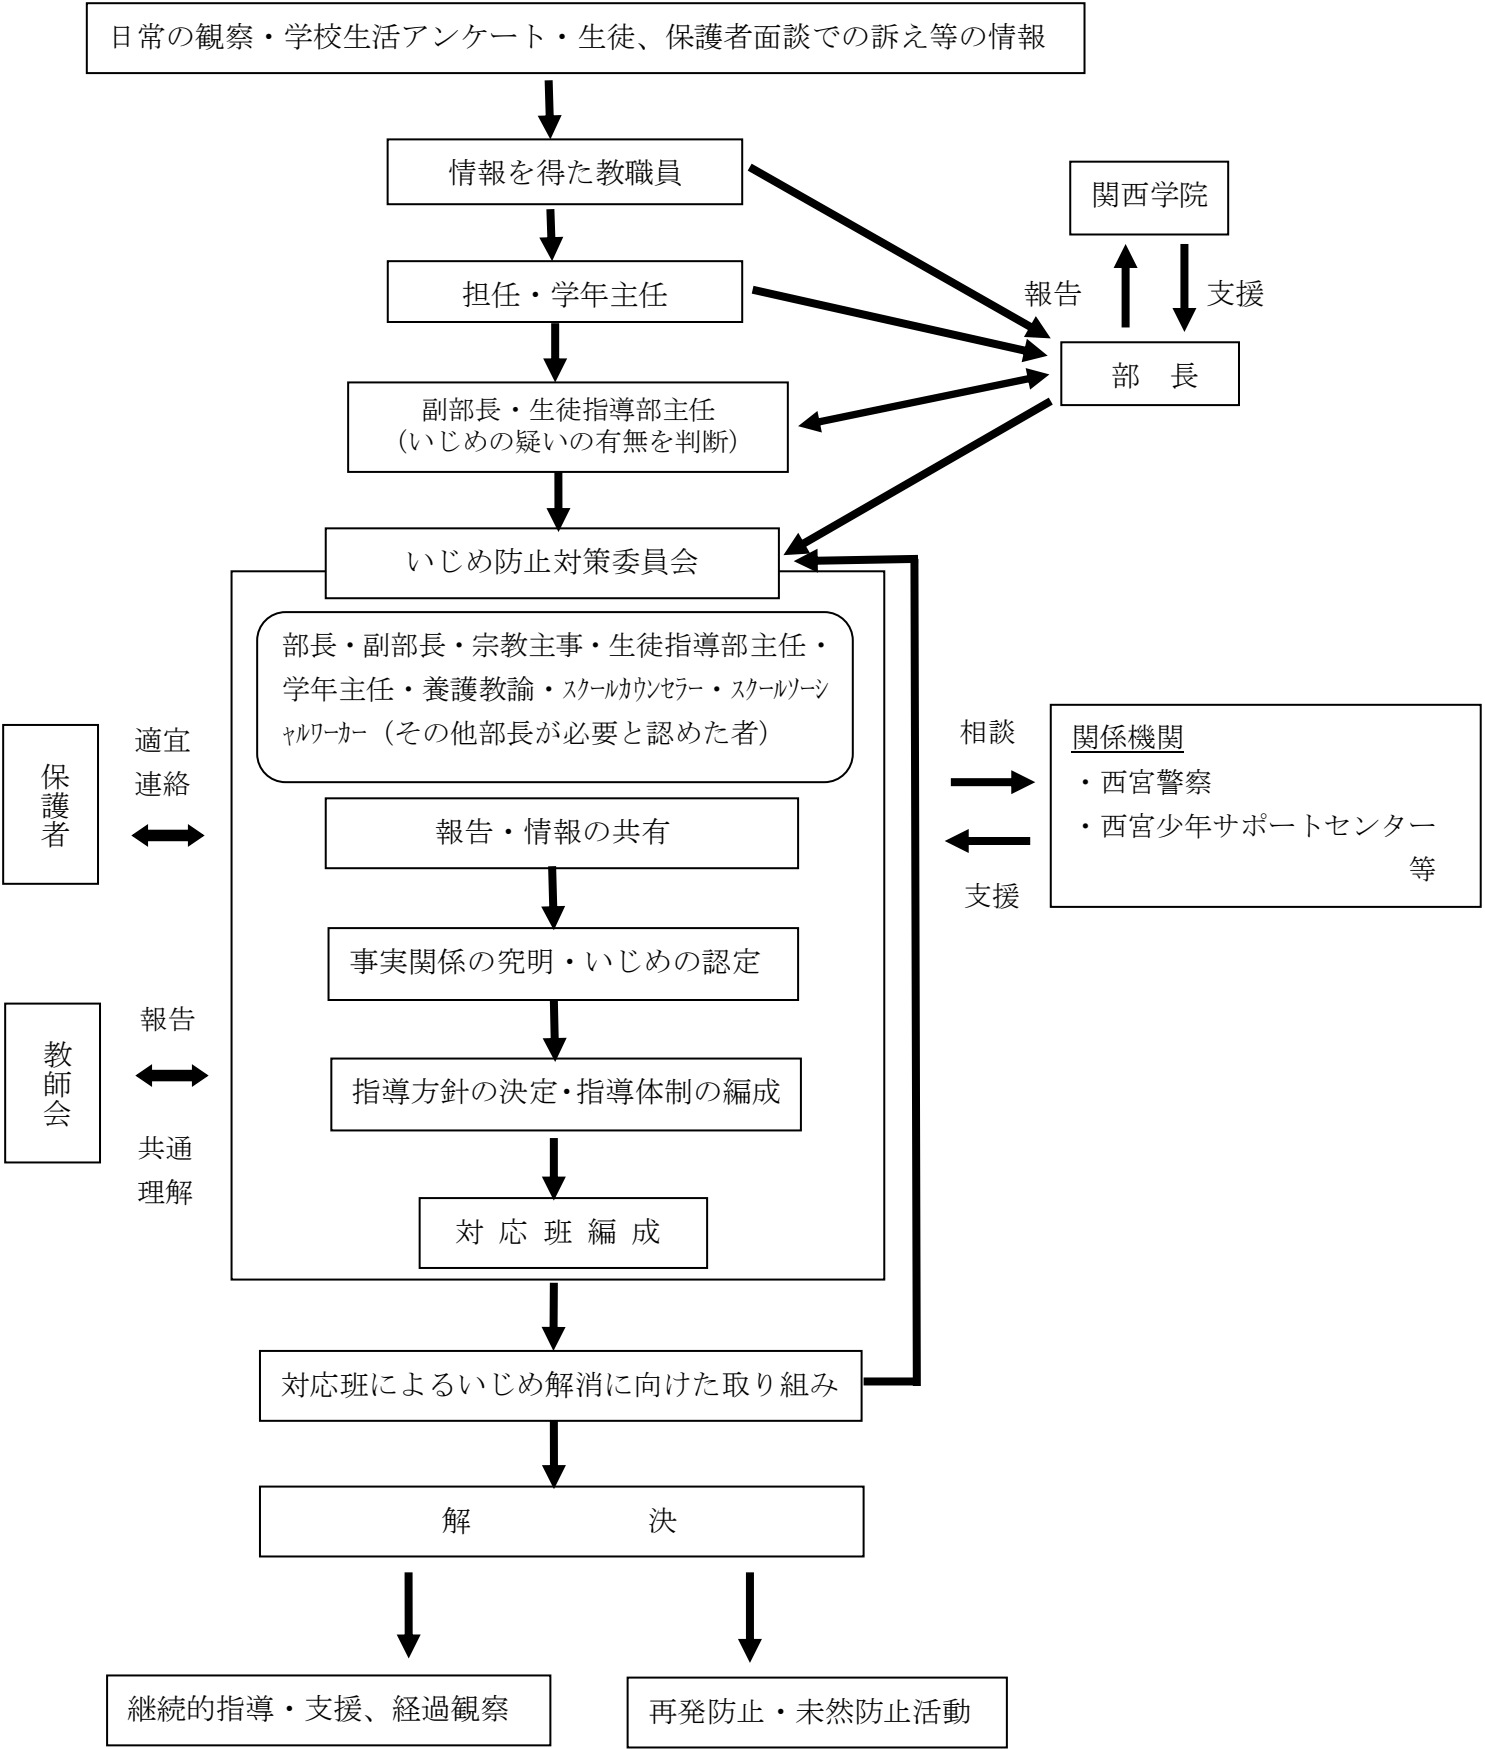 日常の観察・学校生活アンケート・生徒、保護者面談での訴え等の情報
情報を得た教職員
関西学院
担任・学年主任
報告
支援
部　長
副部長・生徒指導部主任
（いじめの疑いの有無を判断）
いじめ防止対策委員会
部長・副部長・宗教主事・生徒指導部主任・
学年主任・養護教諭・ｽｸｰﾙｶｳﾝｾﾗｰ・ｽｸｰﾙｿｰｼ
ｬﾙﾜｰｶｰ（その他部長が必要と認めた者）
保護者
適宜
連絡
相談
支援
関係機関
・西宮警察
・西宮少年サポートセンター
等
報告・情報の共有
事実関係の究明・いじめの認定
教師会
報告
共通
理解
指導方針の決定・指導体制の編成
対 応 班 編 成
対応班によるいじめ解消に向けた取り組み
解　　　　　　決
継続的指導・支援、経過観察
再発防止・未然防止活動